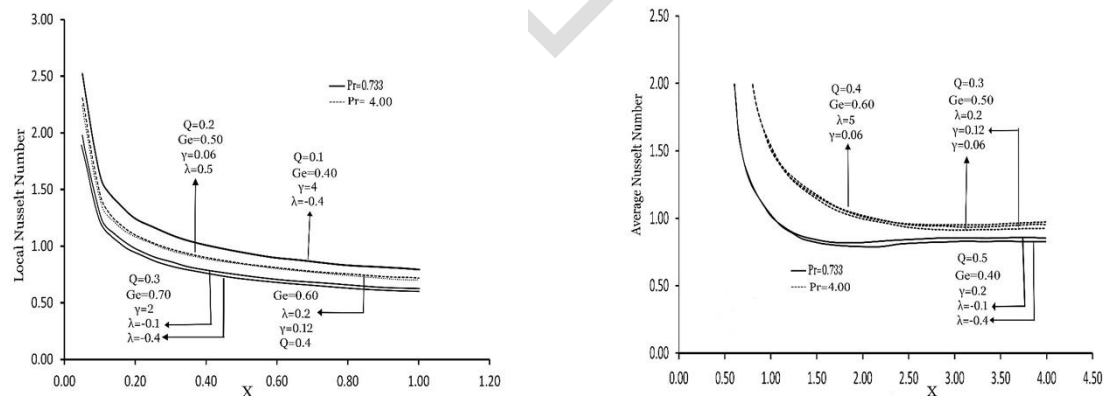 3.00
2.50
2.00
1.50
1.00
0.50
0.00
Local Nusselt Number
0.00
0.20
0.40
0.60
0.80
1.00
1.20
X
Pr=0.733
Pr= 4.00
Q=0.2
Ge=0.50
γ=0.06
λ=0.5
Q=0.1
Ge=0.40
γ=4
λ=-0.4
Q=0.3
Ge=0.70
γ=2
λ=-0.1
λ=-0.4
Ge=0.60
λ=0.2
γ=0.12
Q=0.4
2.50
2.00
1.50
1.00
0.50
0.00
Average Nusselt Number
0.00
0.50
1.00
1.50
2.00
2.50
3.00
3.50
4.00
4.50
X
Q=0.4
Ge=0.60
λ=5
γ=0.06
Q=0.3
Ge=0.50
λ=0.2
γ=0.12
γ=0.06
Pr=0.733
Pr=4.00
Q=0.5
Ge=0.40
γ=0.2
λ=-0.1
λ=-0.4